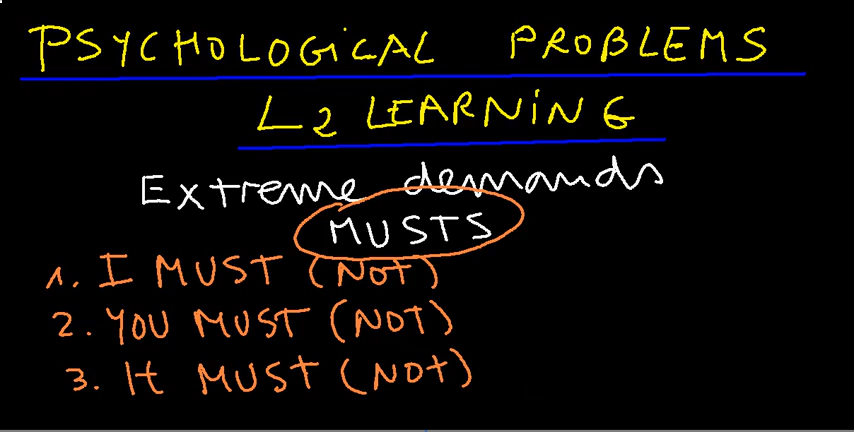 PSYCHOLOGiCAL PROBLEMS
L2 LEARNiNG
Extreme demands
MUSTS
1. I MUST (NOT)
2. YOU MUST (NOT)
3. It MUST (NOT)